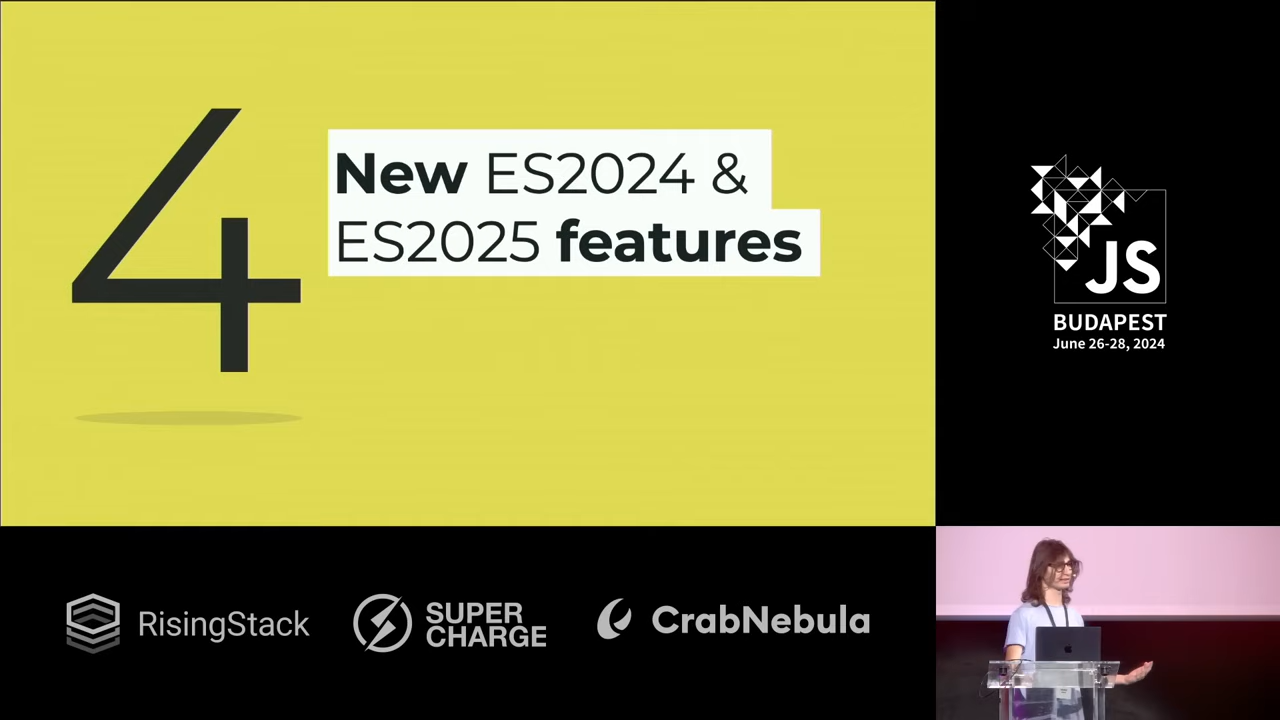 4
New ES2024 &
ES2025 features
JS
BUDAPEST
June 26-28, 2024
RisingStack
SUPER
CHARGE
CrabNebula